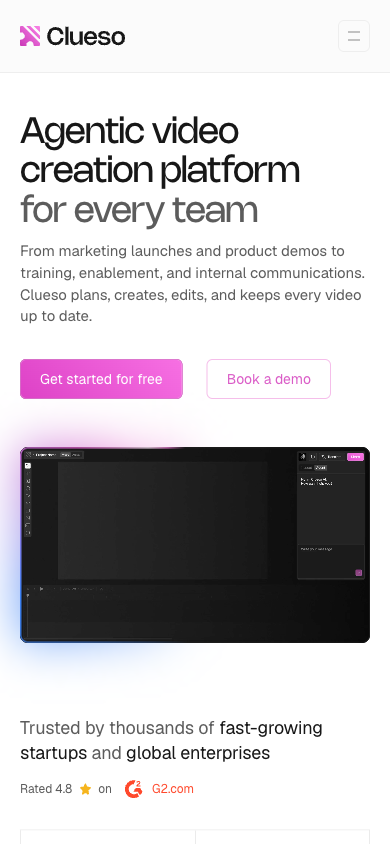 Clueso
Agentic video
creation platform
for every team
From marketing launches and product demos to
training, enablement, and internal communications.
Clueso plans, creates, edits, and keeps every video
up to date.
Get started for free
Book a demo
Trusted by thousands of fast-growing
startups and global enterprises
Rated 4.8 on G2.com